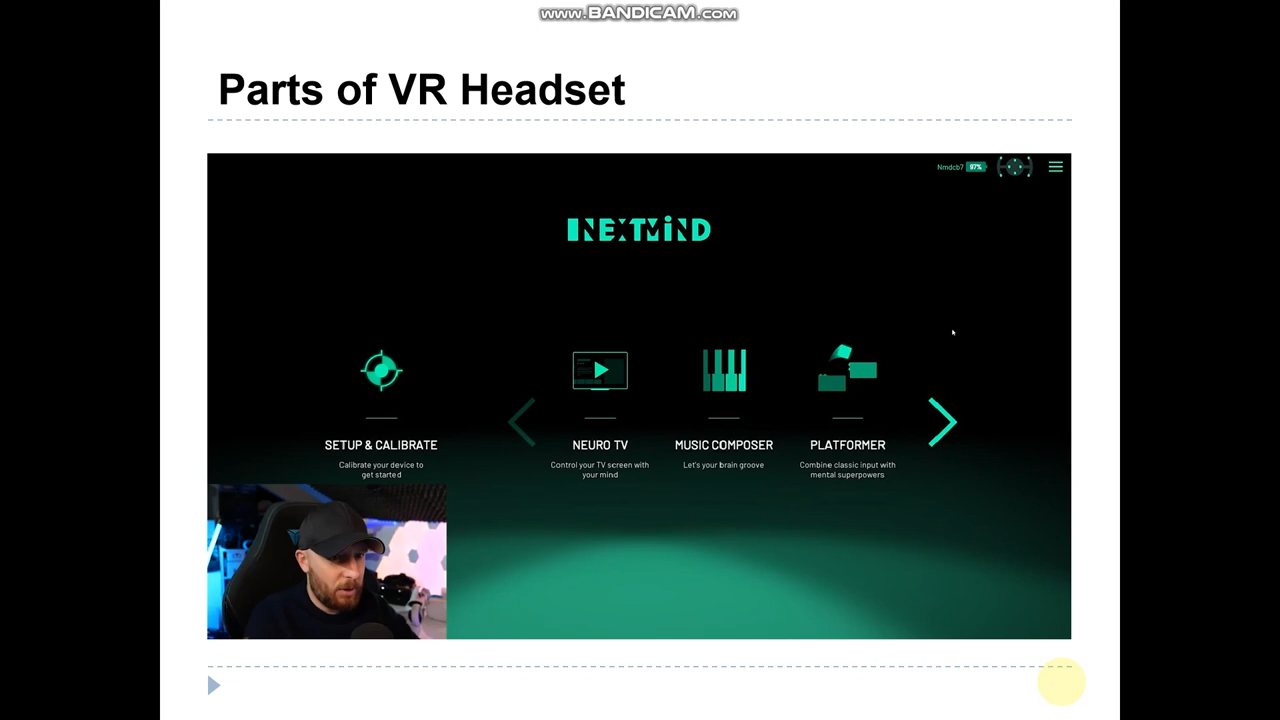 www.BANDICAM.com
Parts of VR Headset
Nmdcb7 97%
NEXTMIND
SETUP & CALIBRATE
Calibrate your device to
get started
NEURO TV
Control your TV screen with
your mind
MUSIC COMPOSER
Let's your brain groove
PLATFORMER
Combine classic input with
mental superpowers